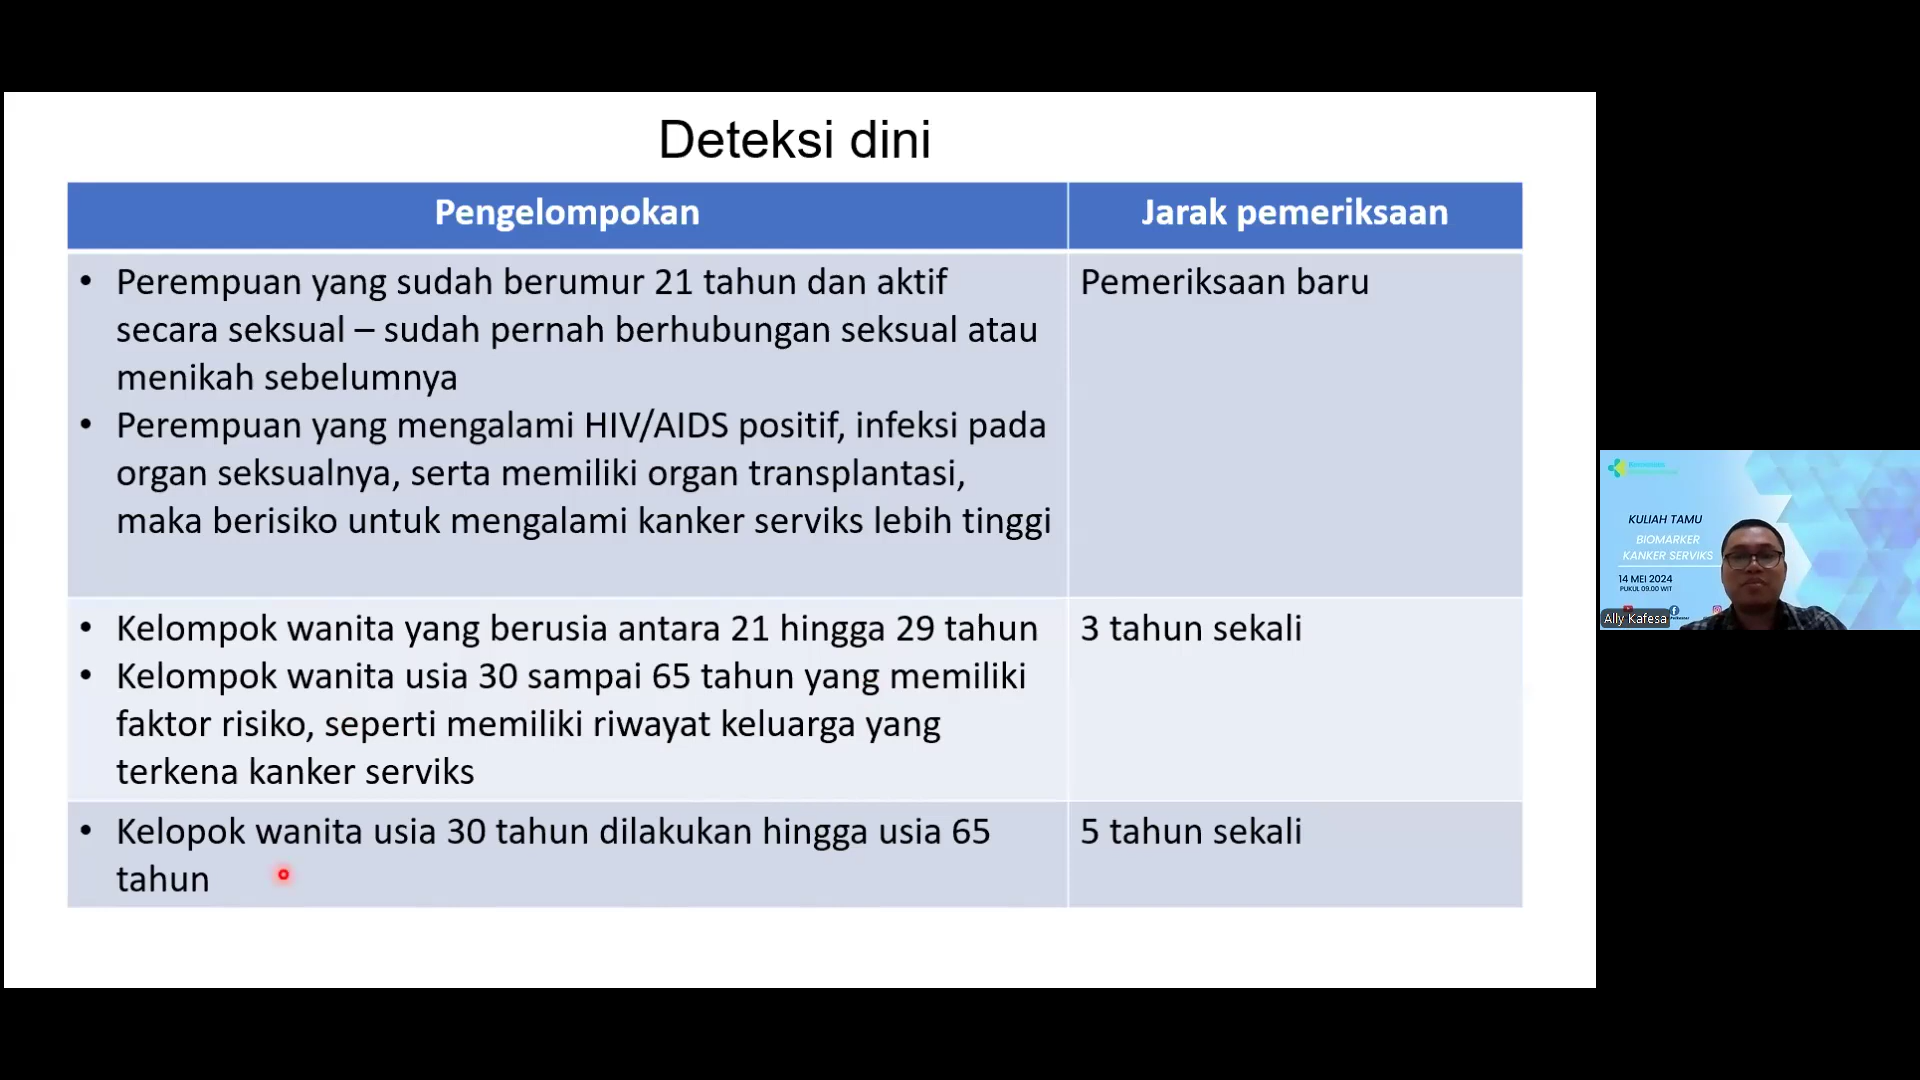 Deteksi dini
Pengelompokan
Jarak pemeriksaan
• Perempuan yang sudah berumur 21 tahun dan aktif
secara seksual – sudah pernah berhubungan seksual atau
menikah sebelumnya
• Perempuan yang mengalami HIV/AIDS positif, infeksi pada
organ seksualnya, serta memiliki organ transplantasi,
maka berisiko untuk mengalami kanker serviks lebih tinggi
Pemeriksaan baru
• Kelompok wanita yang berusia antara 21 hingga 29 tahun
• Kelompok wanita usia 30 sampai 65 tahun yang memiliki
faktor risiko, seperti memiliki riwayat keluarga yang
terkena kanker serviks
3 tahun sekali
• Kelopok wanita usia 30 tahun dilakukan hingga usia 65
tahun
5 tahun sekali
KULIAH TAMU
BIOMARKER
KANKER SERVIKS
14 MEI 2024
PUKUL 09.00 WIT
Ally Kafesa